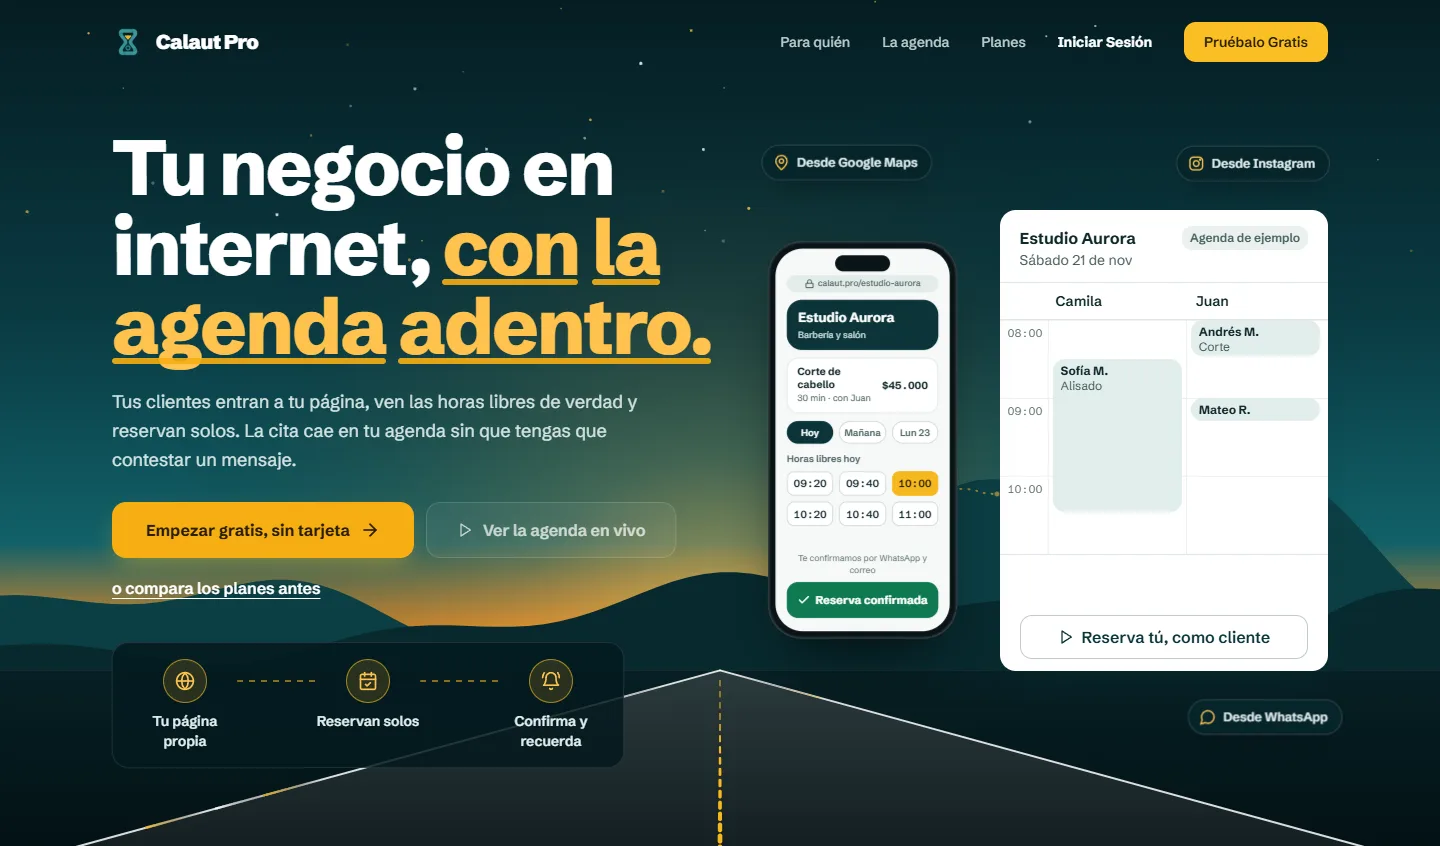 Calaut Pro
Para quién
La agenda
Planes
Iniciar Sesión
Pruébalo Gratis
Tu negocio en
internet, con la
agenda adentro.
Tus clientes entran a tu página, ven las horas libres de verdad y
reservan solos. La cita cae en tu agenda sin que tengas que
contestar un mensaje.
Empezar gratis, sin tarjeta
Ver la agenda en vivo
o compara los planes antes
Tu página
propia
Reservan solos
Confirma y
recuerda
Desde Google Maps
Desde Instagram
calaut.pro/estudio-aurora
Estudio Aurora
Barbería y salón
Corte de
cabello
$45.000
30 min · con Juan
Hoy
Mañana
Lun 23
Horas libres hoy
09:20
09:40
10:00
10:20
10:40
11:00
Te confirmamos por WhatsApp y
correo
Reserva confirmada
Estudio Aurora
Agenda de ejemplo
Sábado 21 de nov
Camila
Juan
08:00
Andrés M.
Corte
Sofía M.
Alisado
09:00
Mateo R.
10:00
Reserva tú, como cliente
Desde WhatsApp